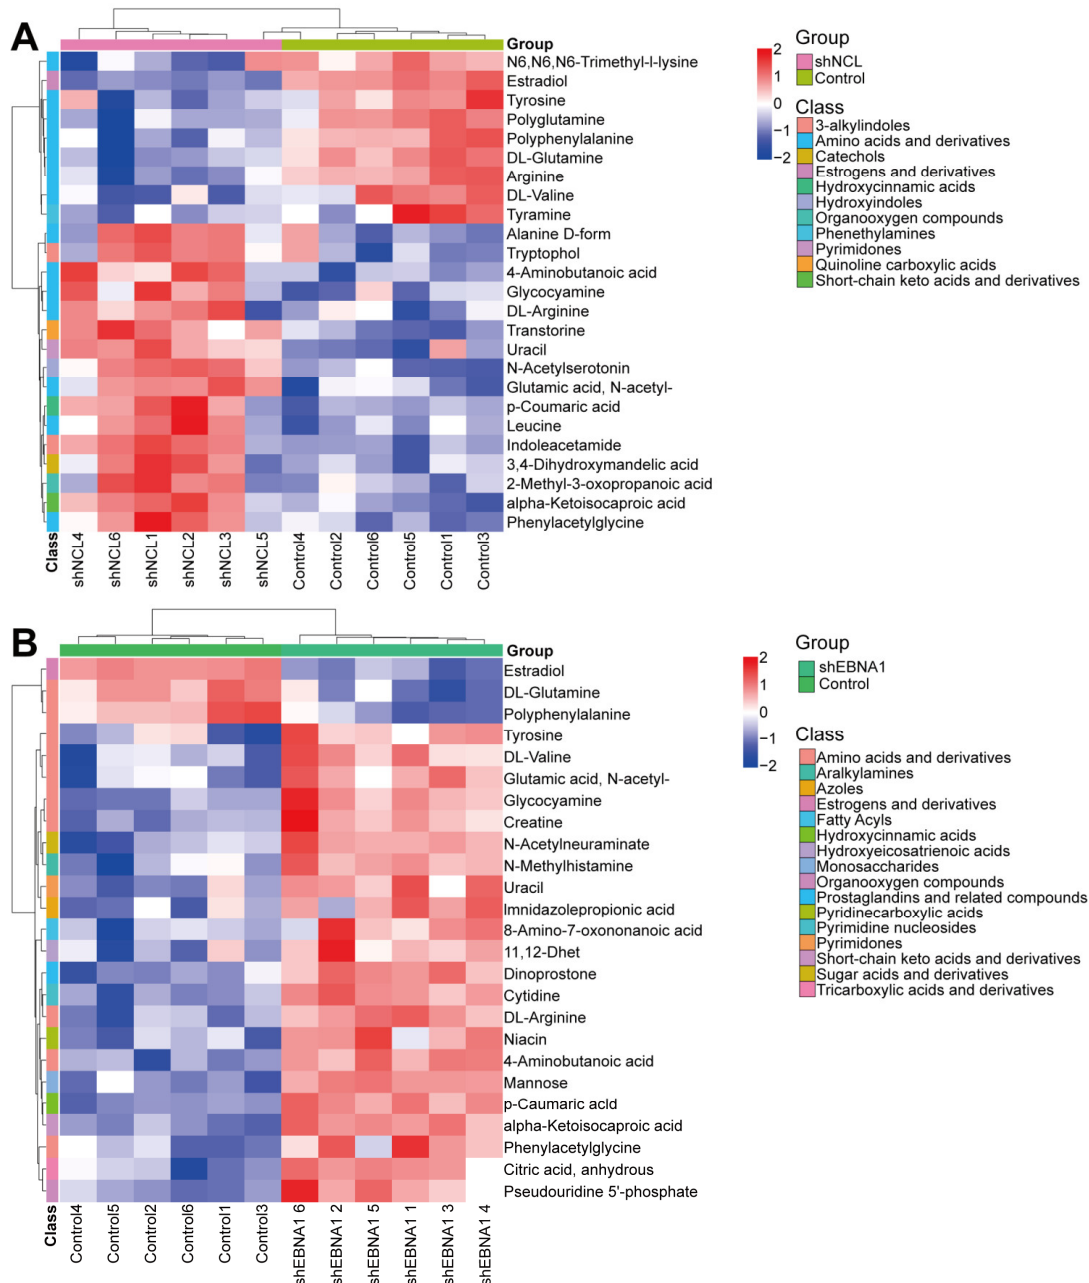 A
Group
N6,N6,N6-Trimethyl-l-lysine
Estradiol
Tyrosine
Polyglutamine
Polyphenylalanine
DL-Glutamine
Arginine
DL-Valine
Tyramine
Alanine D-form
Tryptophol
4-Aminobutanoic acid
Glycocyamine
DL-Arginine
Transtorine
Uracil
N-Acetylserotonin
Glutamic acid, N-acetyl-
p-Coumaric acid
Leucine
Indoleacetamide
3,4-Dihydroxymandelic acid
2-Methyl-3-oxopropanoic acid
alpha-Ketoisocaproic acid
Phenylacetylglycine
Class
shNCL4
shNCL6
shNCL1
shNCL2
shNCL3
shNCL5
Control4
Control2
Control6
Control5
Control1
Control3
2
1
0
−1
−2
Group
shNCL
Control
Class
3-alkylindoles
Amino acids and derivatives
Catechols
Estrogens and derivatives
Hydroxycinnamic acids
Hydroxyindoles
Organooxygen compounds
Phenethylamines
Pyrimidones
Quinoline carboxylic acids
Short-chain keto acids and derivatives
B
Group
Estradiol
DL-Glutamine
Polyphenylalanine
Tyrosine
DL-Valine
Glutamic acid, N-acetyl-
Glycocyamine
Creatine
N-Acetylneuraminate
N-Methylhistamine
Uracil
Imnidazolepropionic acid
8-Amino-7-oxononanoic acid
11,12-Dhet
Dinoprostone
Cytidine
DL-Arginine
Niacin
4-Aminobutanoic acid
Mannose
p-Caumaric acid
alpha-Ketoisocaproic acid
Phenylacetylglycine
Citric acid, anhydrous
Pseudouridine 5'-phosphate
Class
Control4
Control5
Control2
Control6
Control1
Control3
shEBNA1 6
shEBNA1 2
shEBNA1 5
shEBNA1 1
shEBNA1 3
shEBNA1 4
2
1
0
−1
−2
Group
shEBNA1
Control
Class
Amino acids and derivatives
Aralkylamines
Azoles
Estrogens and derivatives
Fatty Acyls
Hydroxycinnamic acids
Hydroxyeicosatrienoic acids
Monosaccharides
Organooxygen compounds
Prostaglandins and related compounds
Pyridinecarboxylic acids
Pyrimidine nucleosides
Pyrimidones
Short-chain keto acids and derivatives
Sugar acids and derivatives
Tricarboxylic acids and derivatives